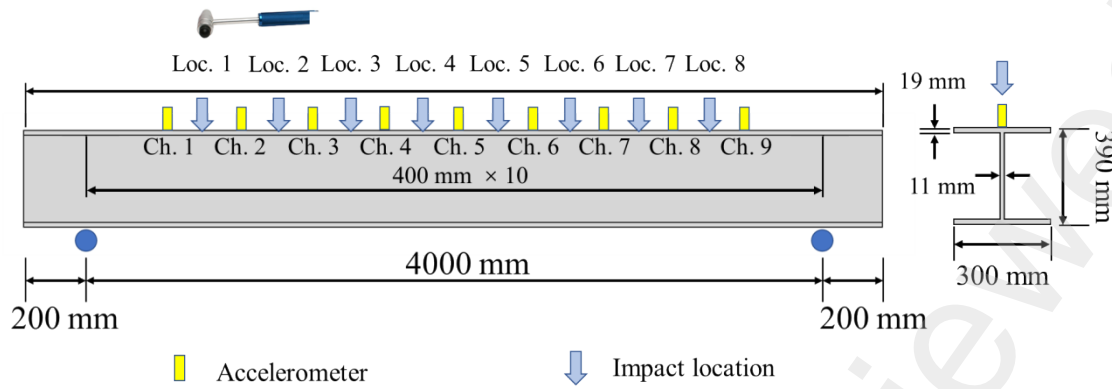 Loc. 1 Loc. 2 Loc. 3 Loc. 4 Loc. 5 Loc. 6 Loc. 7 Loc. 8
19 mm
Ch. 1 Ch. 2 Ch. 3 Ch. 4 Ch. 5 Ch. 6 Ch. 7 Ch. 8 Ch. 9
400 mm × 10
11 mm
390 mm
4000 mm
300 mm
200 mm
200 mm
Accelerometer
Impact location